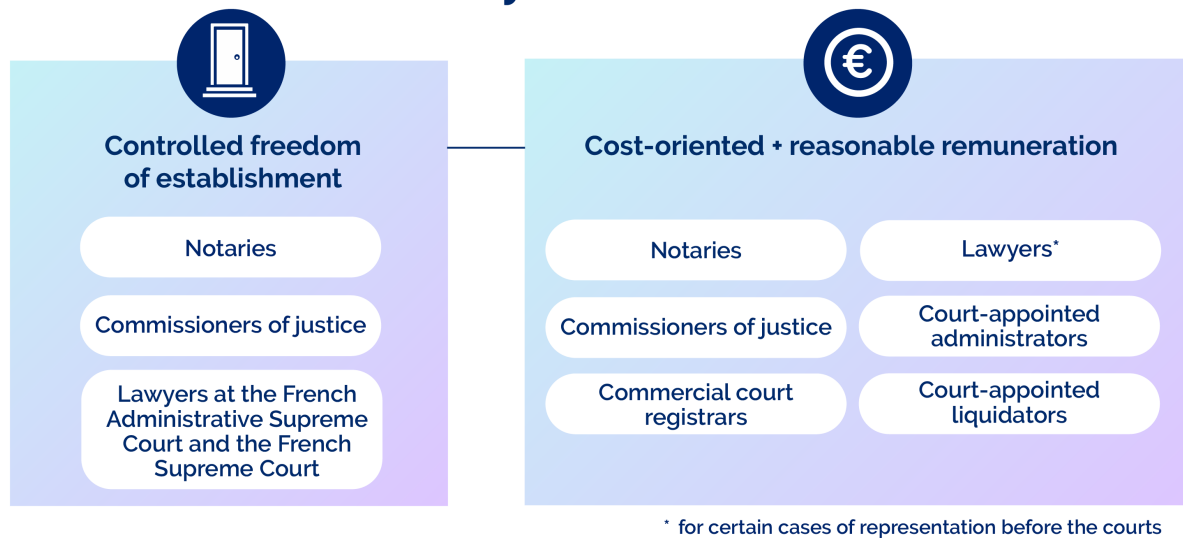 Controlled freedom
of establishment
Notaries
Commissioners of justice
Lawyers at the French
Administrative Supreme
Court and the French
Supreme Court
€
Cost-oriented + reasonable remuneration
Notaries
Lawyers*
Commissioners of justice
Court-appointed
administrators
Commercial court
registrars
Court-appointed
liquidators
* for certain cases of representation before the courts